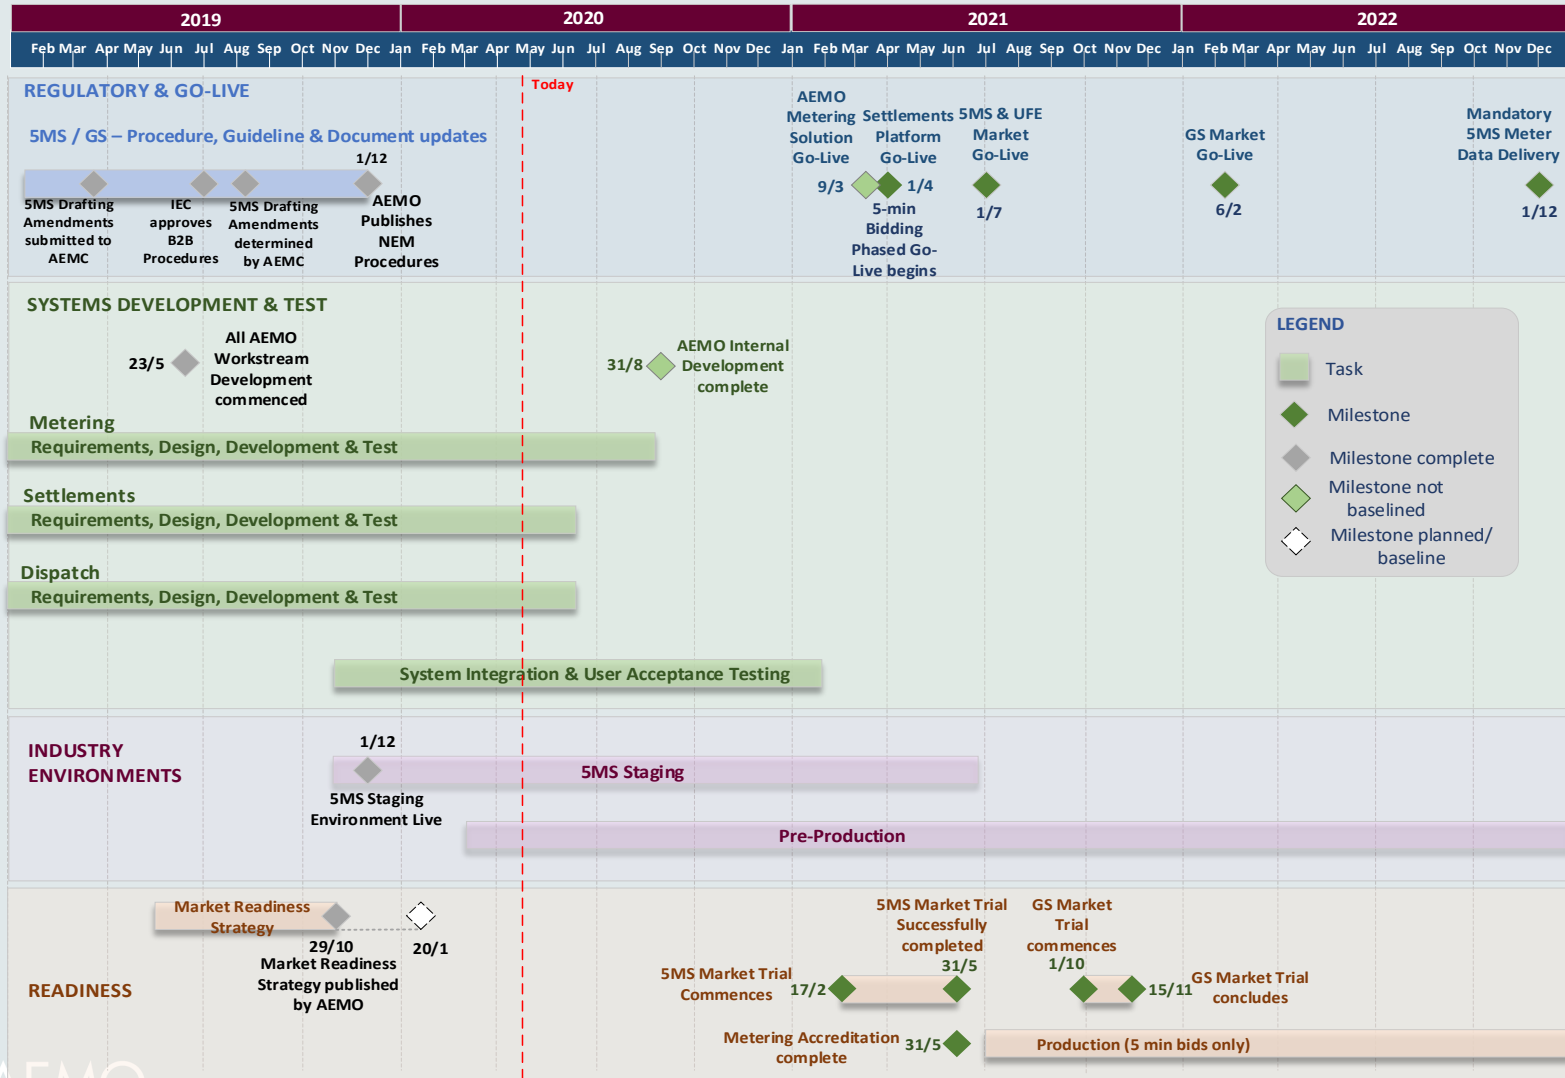 2019 2020 2021 2022
Feb Mar Apr May Jun Jul Aug Sep Oct Nov Dec Jan Feb Mar Apr May Jun Jul Aug Sep Oct Nov Dec Jan Feb Mar Apr May Jun Jul Aug Sep Oct Nov Dec Jan Feb Mar Apr May Jun Jul Aug Sep Oct Nov Dec
Today
REGULATORY & GO-LIVE
5MS / GS – Procedure, Guideline & Document updates
1/12
5MS Drafting
Amendments
submitted to
AEMC
IEC
approves
B2B
Procedures
5MS Drafting
Amendments
determined
by AEMC
AEMO
Publishes
NEM
Procedures
AEMO
Metering
Solution
Go-Live
9/3
Settlements
Platform
Go-Live
1/4
5-min
Bidding
Phased Go-
Live begins
5MS & UFE
Market
Go-Live
1/7
GS Market
Go-Live
6/2
Mandatory
5MS Meter
Data Delivery
1/12
SYSTEMS DEVELOPMENT & TEST
23/5
All AEMO
Workstream
Development
commenced
31/8
AEMO Internal
Development
complete
Metering
Requirements, Design, Development & Test
Settlements
Requirements, Design, Development & Test
Dispatch
Requirements, Design, Development & Test
System Integration & User Acceptance Testing
LEGEND
Task
Milestone
Milestone complete
Milestone not
baselined
Milestone planned/
baseline
INDUSTRY
ENVIRONMENTS
1/12
5MS Staging
5MS Staging
Environment Live
Pre-Production
READINESS
Market Readiness
Strategy
29/10
Market Readiness
Strategy published
by AEMO
20/1
5MS Market Trial
Commences
17/2
5MS Market Trial
Successfully
completed
31/5
GS Market
Trial
commences
1/10
15/11
GS Market Trial
concludes
Metering Accreditation
complete
31/5
Production (5 min bids only)
AEMO